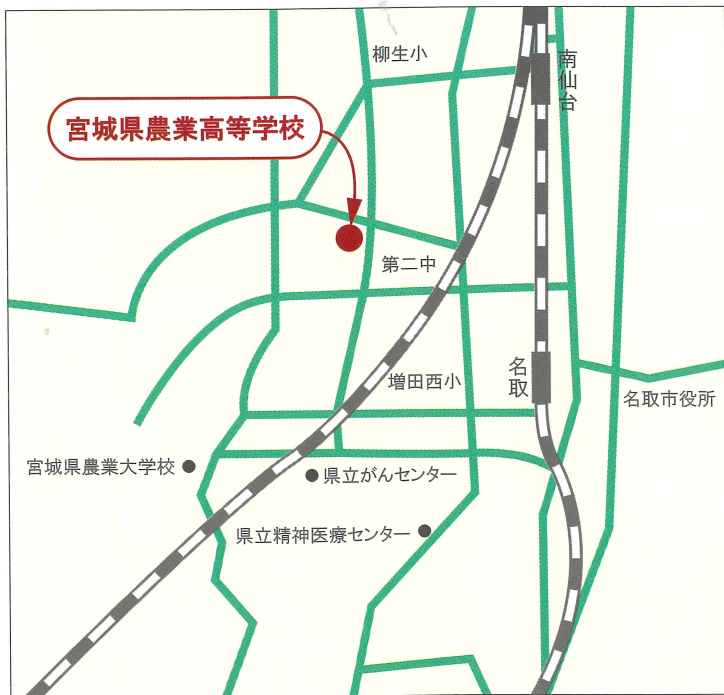 柳生小
南仙台
宮城県農業高等学校
第二中
増田西小
名取
名取市役所
宮城県農業大学校
県立がんセンター
県立精神医療センター